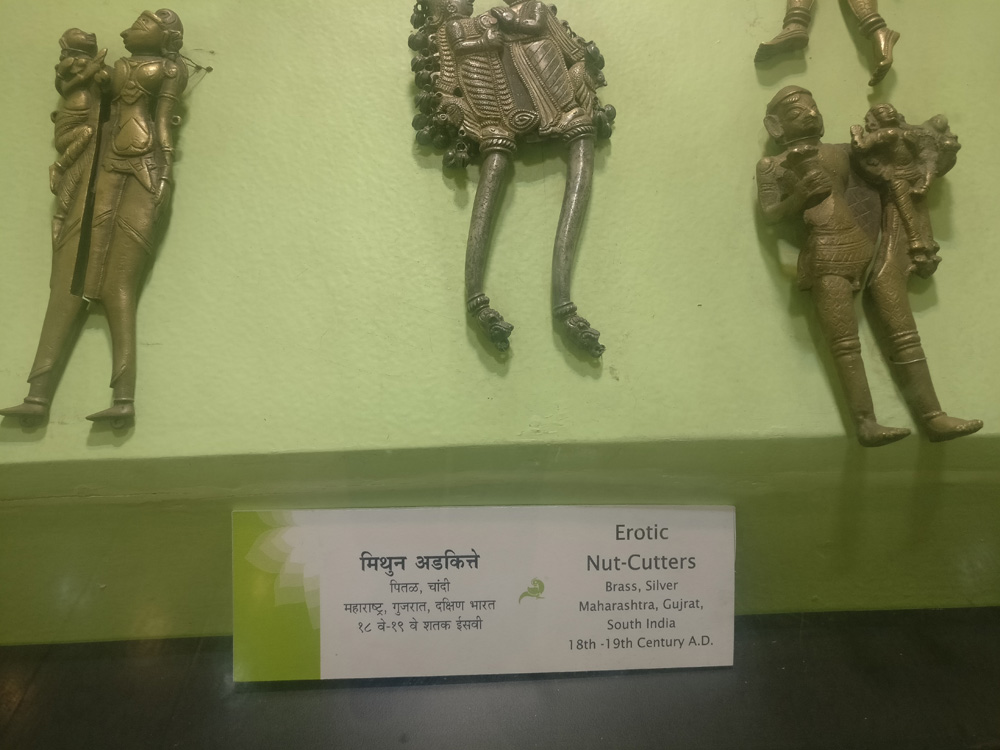 मिथुन अडकित्ते
पितळ, चांदी
महाराष्ट्र, गुजरात, दक्षिण भारत
१८ वे-१९ वे शतक ईसवी
Erotic
Nut-Cutters
Brass, Silver
Maharashtra, Gujrat,
South India
18th -19th Century A.D.